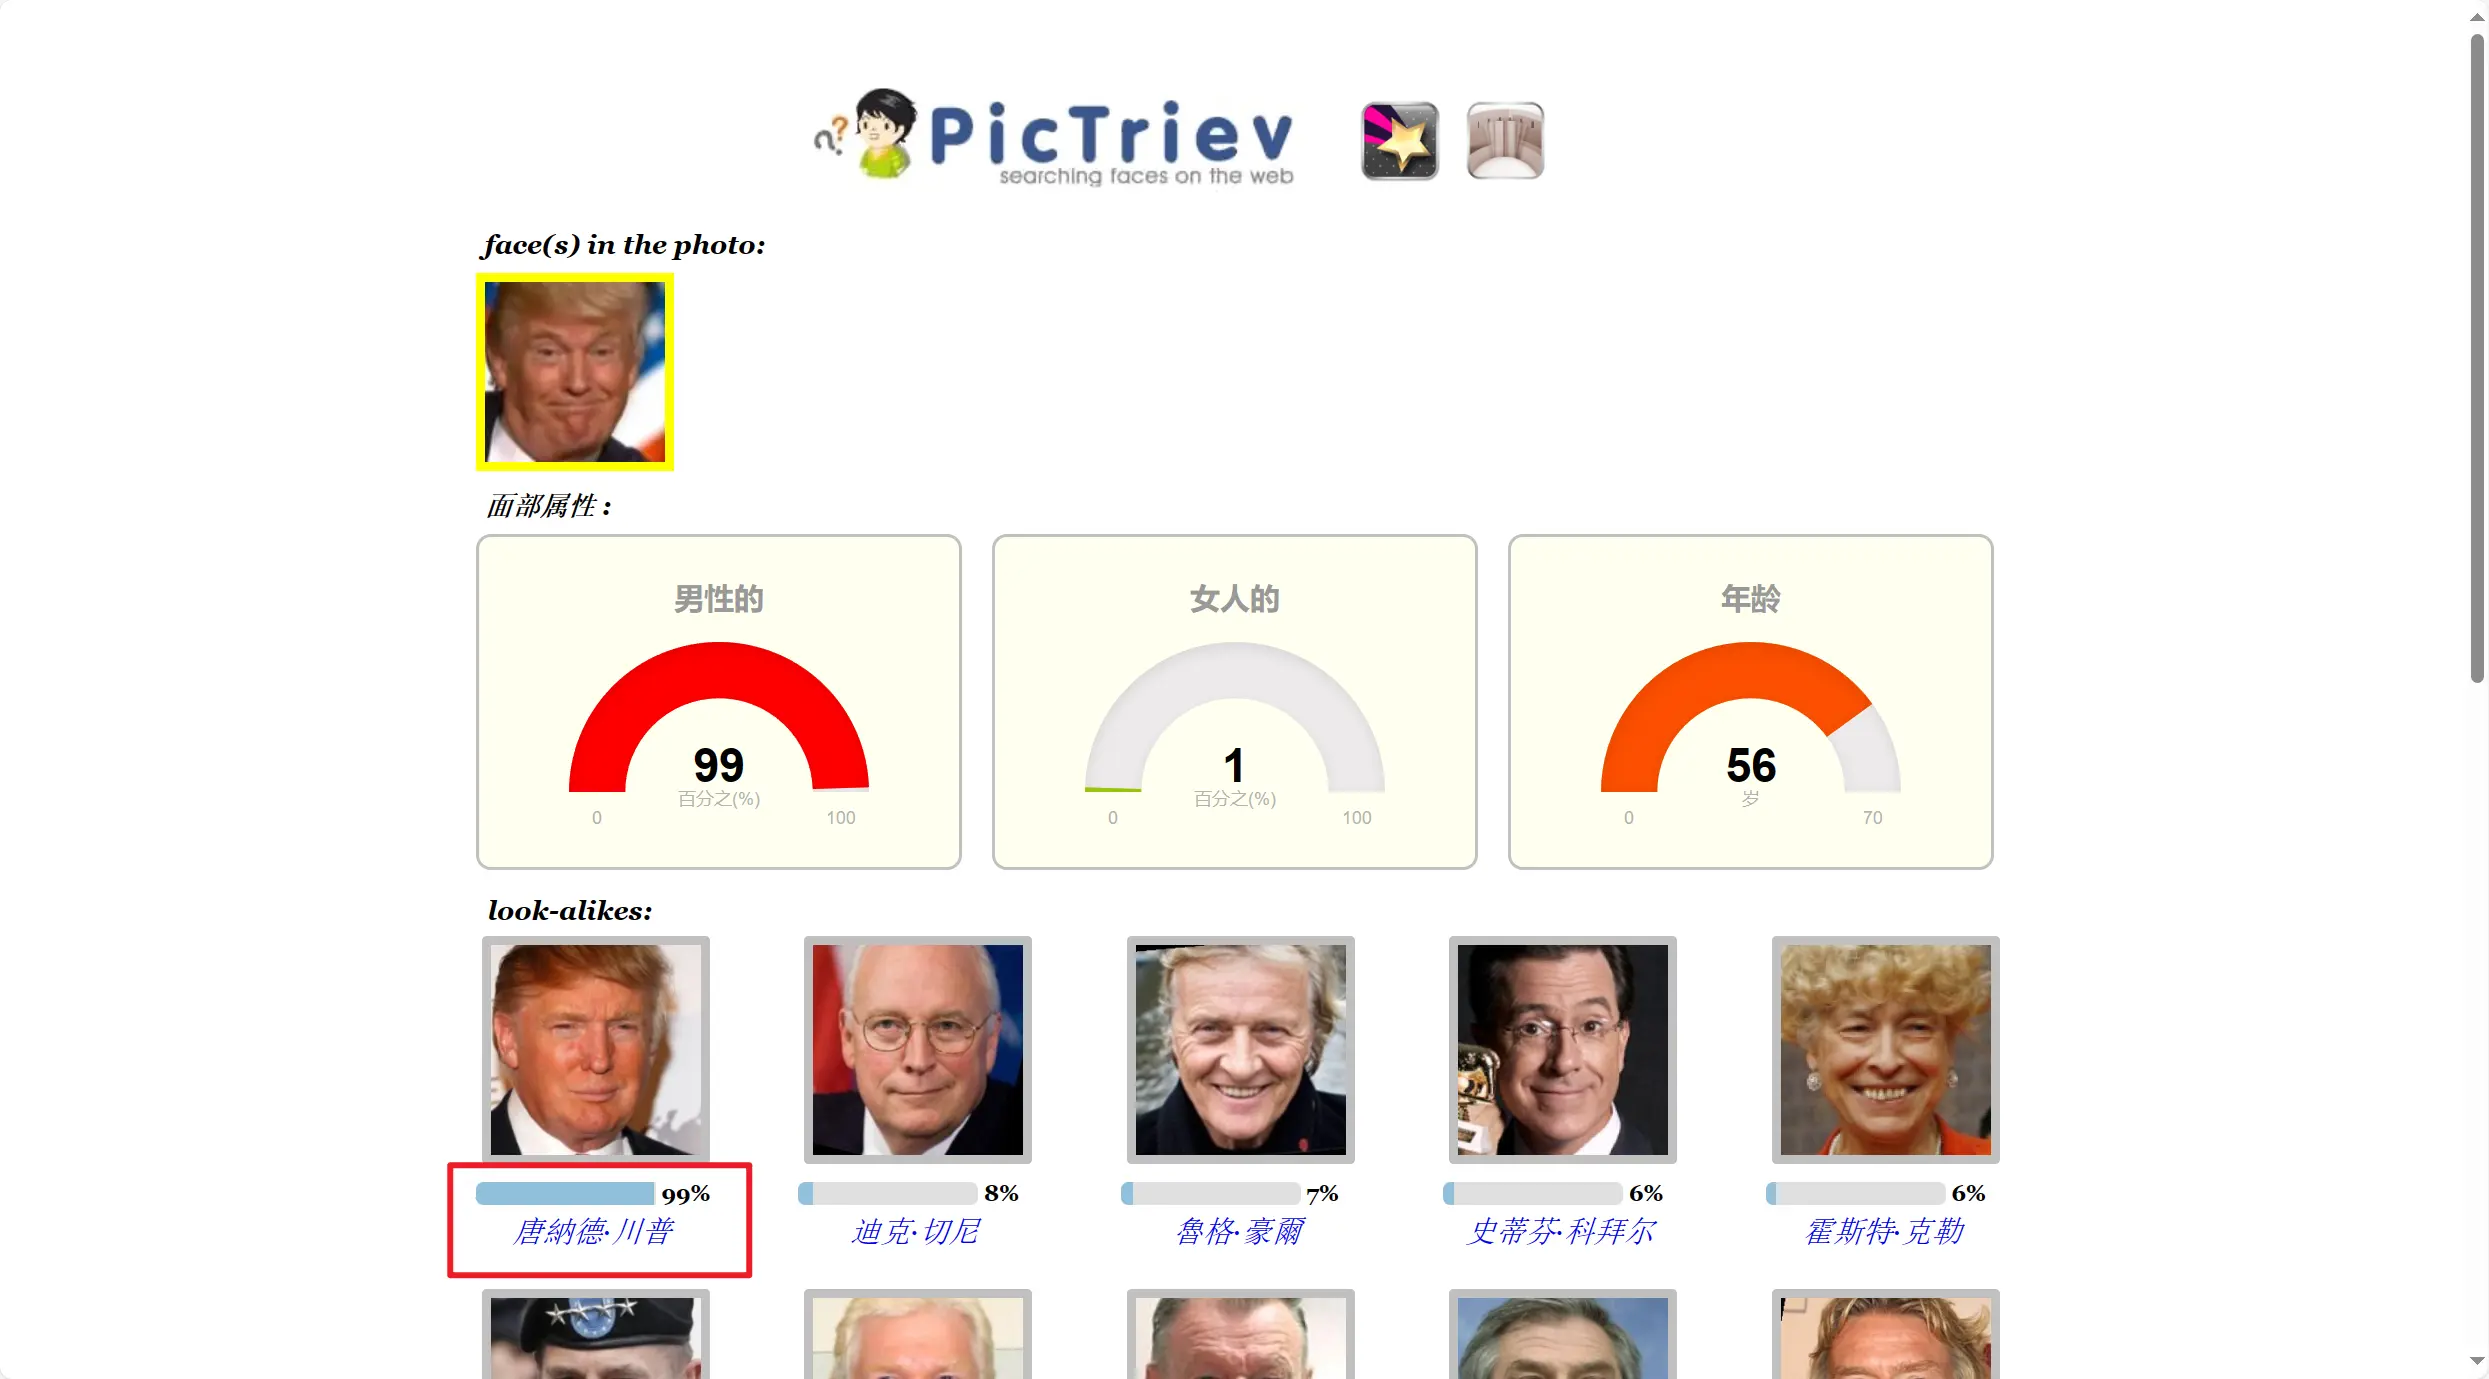 PicTriev
searching faces on the web
face(s) in the photo:
面部属性 :
男性的
99
百分之(%)
0 100
女人的
1
百分之(%)
0 100
年龄
56
岁
0 70
look-alikes:
99% 8% 7% 6% 6%
唐納德·川普 迪克·切尼 魯格·豪爾 史蒂芬·科拜尔 霍斯特·克勒